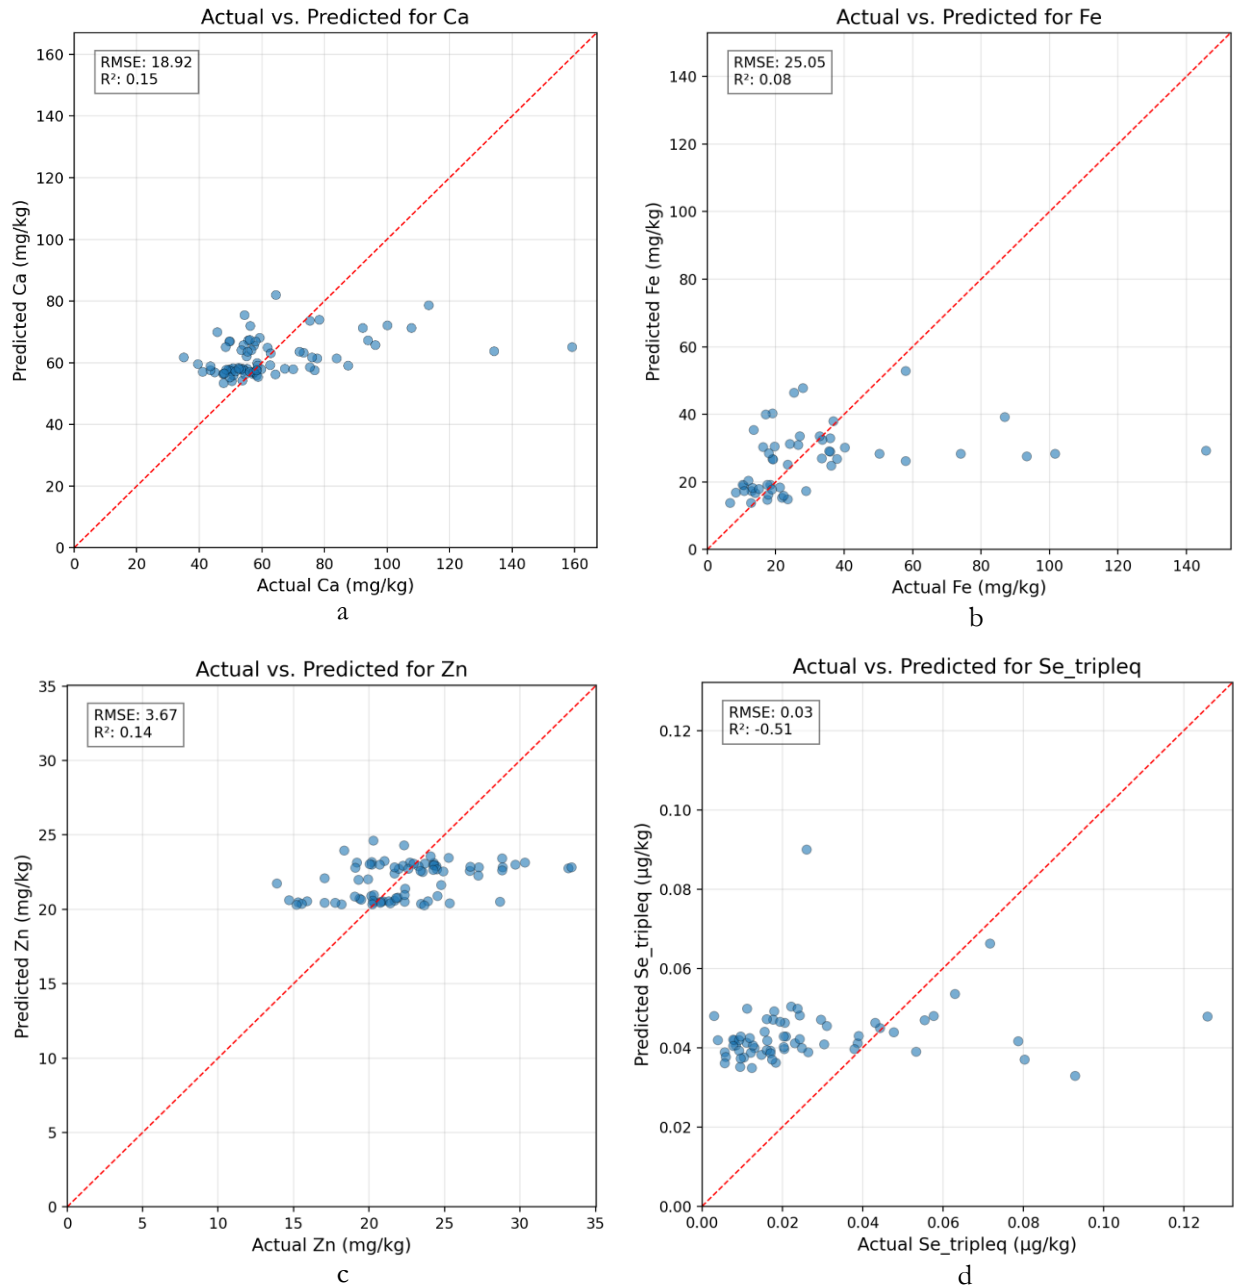 Actual vs. Predicted for Ca
RMSE: 18.92
R²: 0.15
160
140
120
100
80
60
40
20
0
Predicted Ca (mg/kg)
0 20 40 60 80 100 120 140 160
Actual Ca (mg/kg)
a
Actual vs. Predicted for Fe
RMSE: 25.05
R²: 0.08
140
120
100
80
60
40
20
0
Predicted Fe (mg/kg)
0 20 40 60 80 100 120 140
Actual Fe (mg/kg)
b
Actual vs. Predicted for Zn
RMSE: 3.67
R²: 0.14
35
30
25
20
15
10
5
0
Predicted Zn (mg/kg)
0 5 10 15 20 25 30 35
Actual Zn (mg/kg)
c
Actual vs. Predicted for Se_tripleq
RMSE: 0.03
R²: -0.51
0.12
0.10
0.08
0.06
0.04
0.02
0.00
Predicted Se_tripleq (µg/kg)
0.00 0.02 0.04 0.06 0.08 0.10 0.12
Actual Se_tripleq (µg/kg)
d